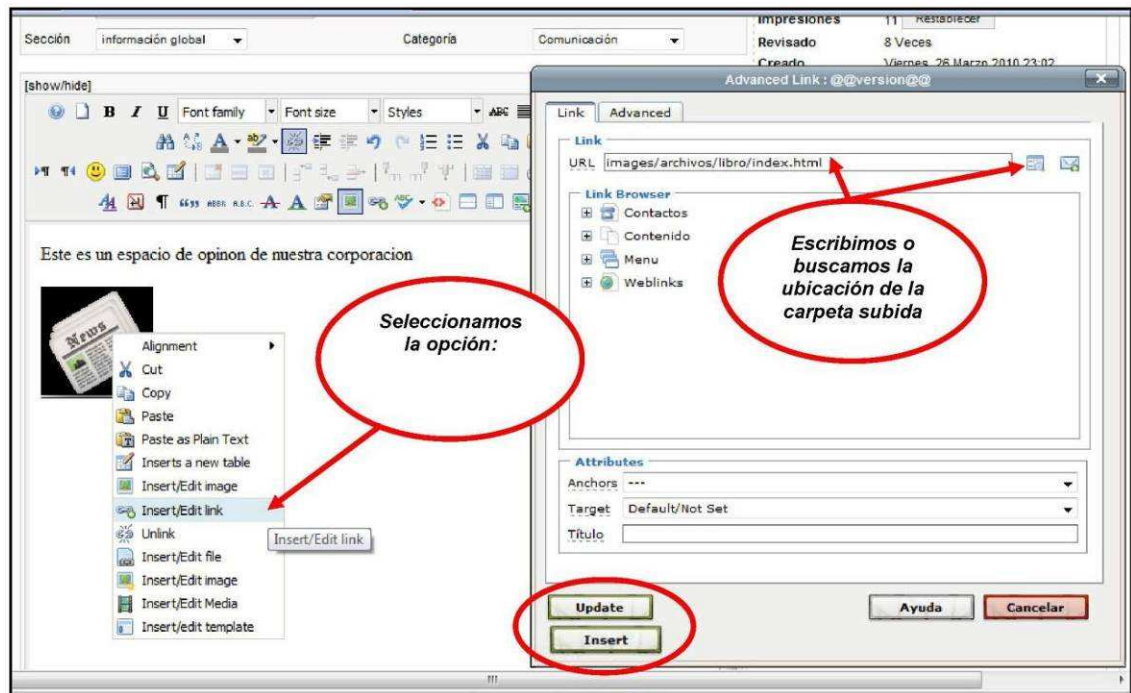 Impresiones 11 Restablecer
Sección información global Categoría Comunicación Revisado 8 Veces
Creado Viernes, 26 Marzo 2010 23:02
[show/hide]
B I U Font family Font size Styles ABC
Este es un espacio de opinon de nuestra corporacion
News
Alignment
Cut
Copy
Paste
Paste as Plain Text
Inserts a new table
Insert/Edit image
Insert/Edit link
Unlink
Insert/Edit file
Insert/Edit image
Insert/Edit Media
Insert/edit template
Insert/Edit link
Seleccionamos
la opción:
Advanced Link : @@version@@
Link Advanced
Link
URL images/archivos/libro/index.html
Link Browser
Contactos
Contenido
Menu
Weblinks
Escribimos o
buscamos la
ubicación de la
carpeta subida
Attributes
Anchors ---
Target Default/Not Set
Título
Update Ayuda Cancelar
Insert